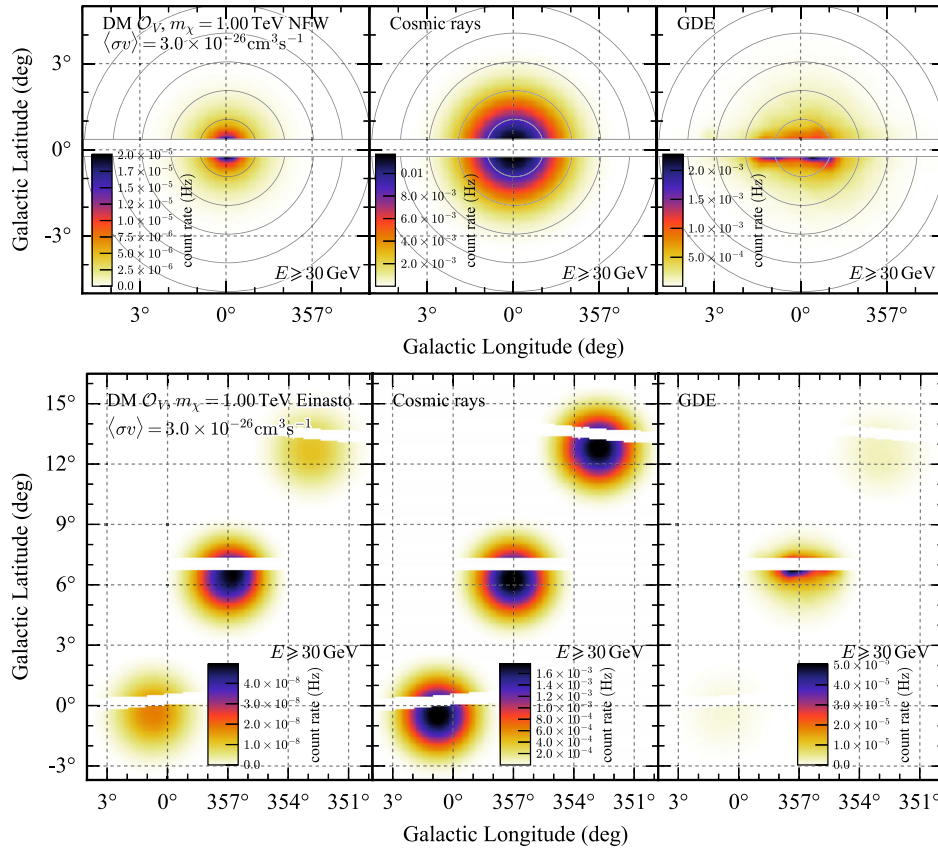 DM 𝒪_V, m_χ = 1.00 TeV NFW
⟨σv⟩ = 3.0 × 10⁻²⁶ cm³ s⁻¹
Cosmic rays
GDE
Galactic Latitude (deg)
3°
0°
-3°
2.0 × 10⁻⁵
1.7 × 10⁻⁵
1.5 × 10⁻⁵
1.2 × 10⁻⁵
1.0 × 10⁻⁵
7.5 × 10⁻⁶
5.0 × 10⁻⁶
2.5 × 10⁻⁶
0.0
count rate (Hz)
E ⩾ 30 GeV
0.01
8.0 × 10⁻³
6.0 × 10⁻³
4.0 × 10⁻³
2.0 × 10⁻³
count rate (Hz)
E ⩾ 30 GeV
2.0 × 10⁻³
1.5 × 10⁻³
1.0 × 10⁻³
5.0 × 10⁻⁴
count rate (Hz)
E ⩾ 30 GeV
3° 0° 357° 3° 0° 357° 3° 0° 357°
Galactic Longitude (deg)
DM 𝒪_V, m_χ = 1.00 TeV Einasto
⟨σv⟩ = 3.0 × 10⁻²⁶ cm³ s⁻¹
Cosmic rays
GDE
Galactic Latitude (deg)
15°
12°
9°
6°
3°
0°
-3°
E ⩾ 30 GeV
4.0 × 10⁻⁸
3.0 × 10⁻⁸
2.0 × 10⁻⁸
1.0 × 10⁻⁸
0.0
count rate (Hz)
E ⩾ 30 GeV
1.6 × 10⁻³
1.4 × 10⁻³
1.2 × 10⁻³
1.0 × 10⁻³
8.0 × 10⁻⁴
6.0 × 10⁻⁴
4.0 × 10⁻⁴
2.0 × 10⁻⁴
count rate (Hz)
E ⩾ 30 GeV
5.0 × 10⁻⁵
4.0 × 10⁻⁵
3.0 × 10⁻⁵
2.0 × 10⁻⁵
1.0 × 10⁻⁵
0.0
count rate (Hz)
3° 0° 357° 354° 351° 3° 0° 357° 354° 351° 3° 0° 357° 354° 351°
Galactic Longitude (deg)